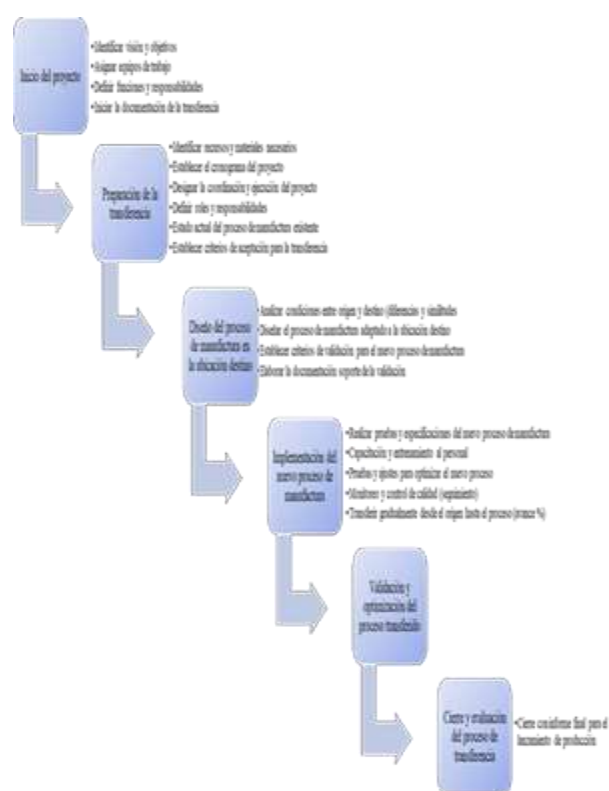 Inicio del proyecto
•Identificar visión y objetivos
•Asignar equipos de trabajo
•Definir funciones y responsabilidades
•Iniciar la documentación de la transferencia
Preparación de la
transferencia
•Identificar recursos y materiales necesarios
•Establecer el cronograma del proyecto
•Designar la coordinación y ejecución del proyecto
•Definir roles y responsabilidades
•Estado actual del proceso de manufactura existente
•Establecer criterios de aceptación para la transferencia
Diseño del proceso
de manufactura en
la ubicación destino
•Analizar condiciones entre origen y destino (diferencias y similitudes
•Diseñar el proceso de manufactura adaptado a la ubicación destino
•Establecer criterios de validación para el nuevo proceso de manufactura
•Elaborar la documentación soporte de la validación
Implementación del
nuevo proceso de
manufactura
•Realizar pruebas y especificaciones del nuevo proceso de manufactura
•Capacitación y entrenamiento al personal
•Pruebas y ajustes para optimizar el nuevo proceso
•Monitoreo y control de calidad (seguimiento)
•Transferir gradualmente desde el origen hasta el proceso (avance %)
Validación y
optimización del
proceso transferido
Cierre y evaluación
del proceso de
transferencia
•Cierre con informe final para el
lanzamiento de producción